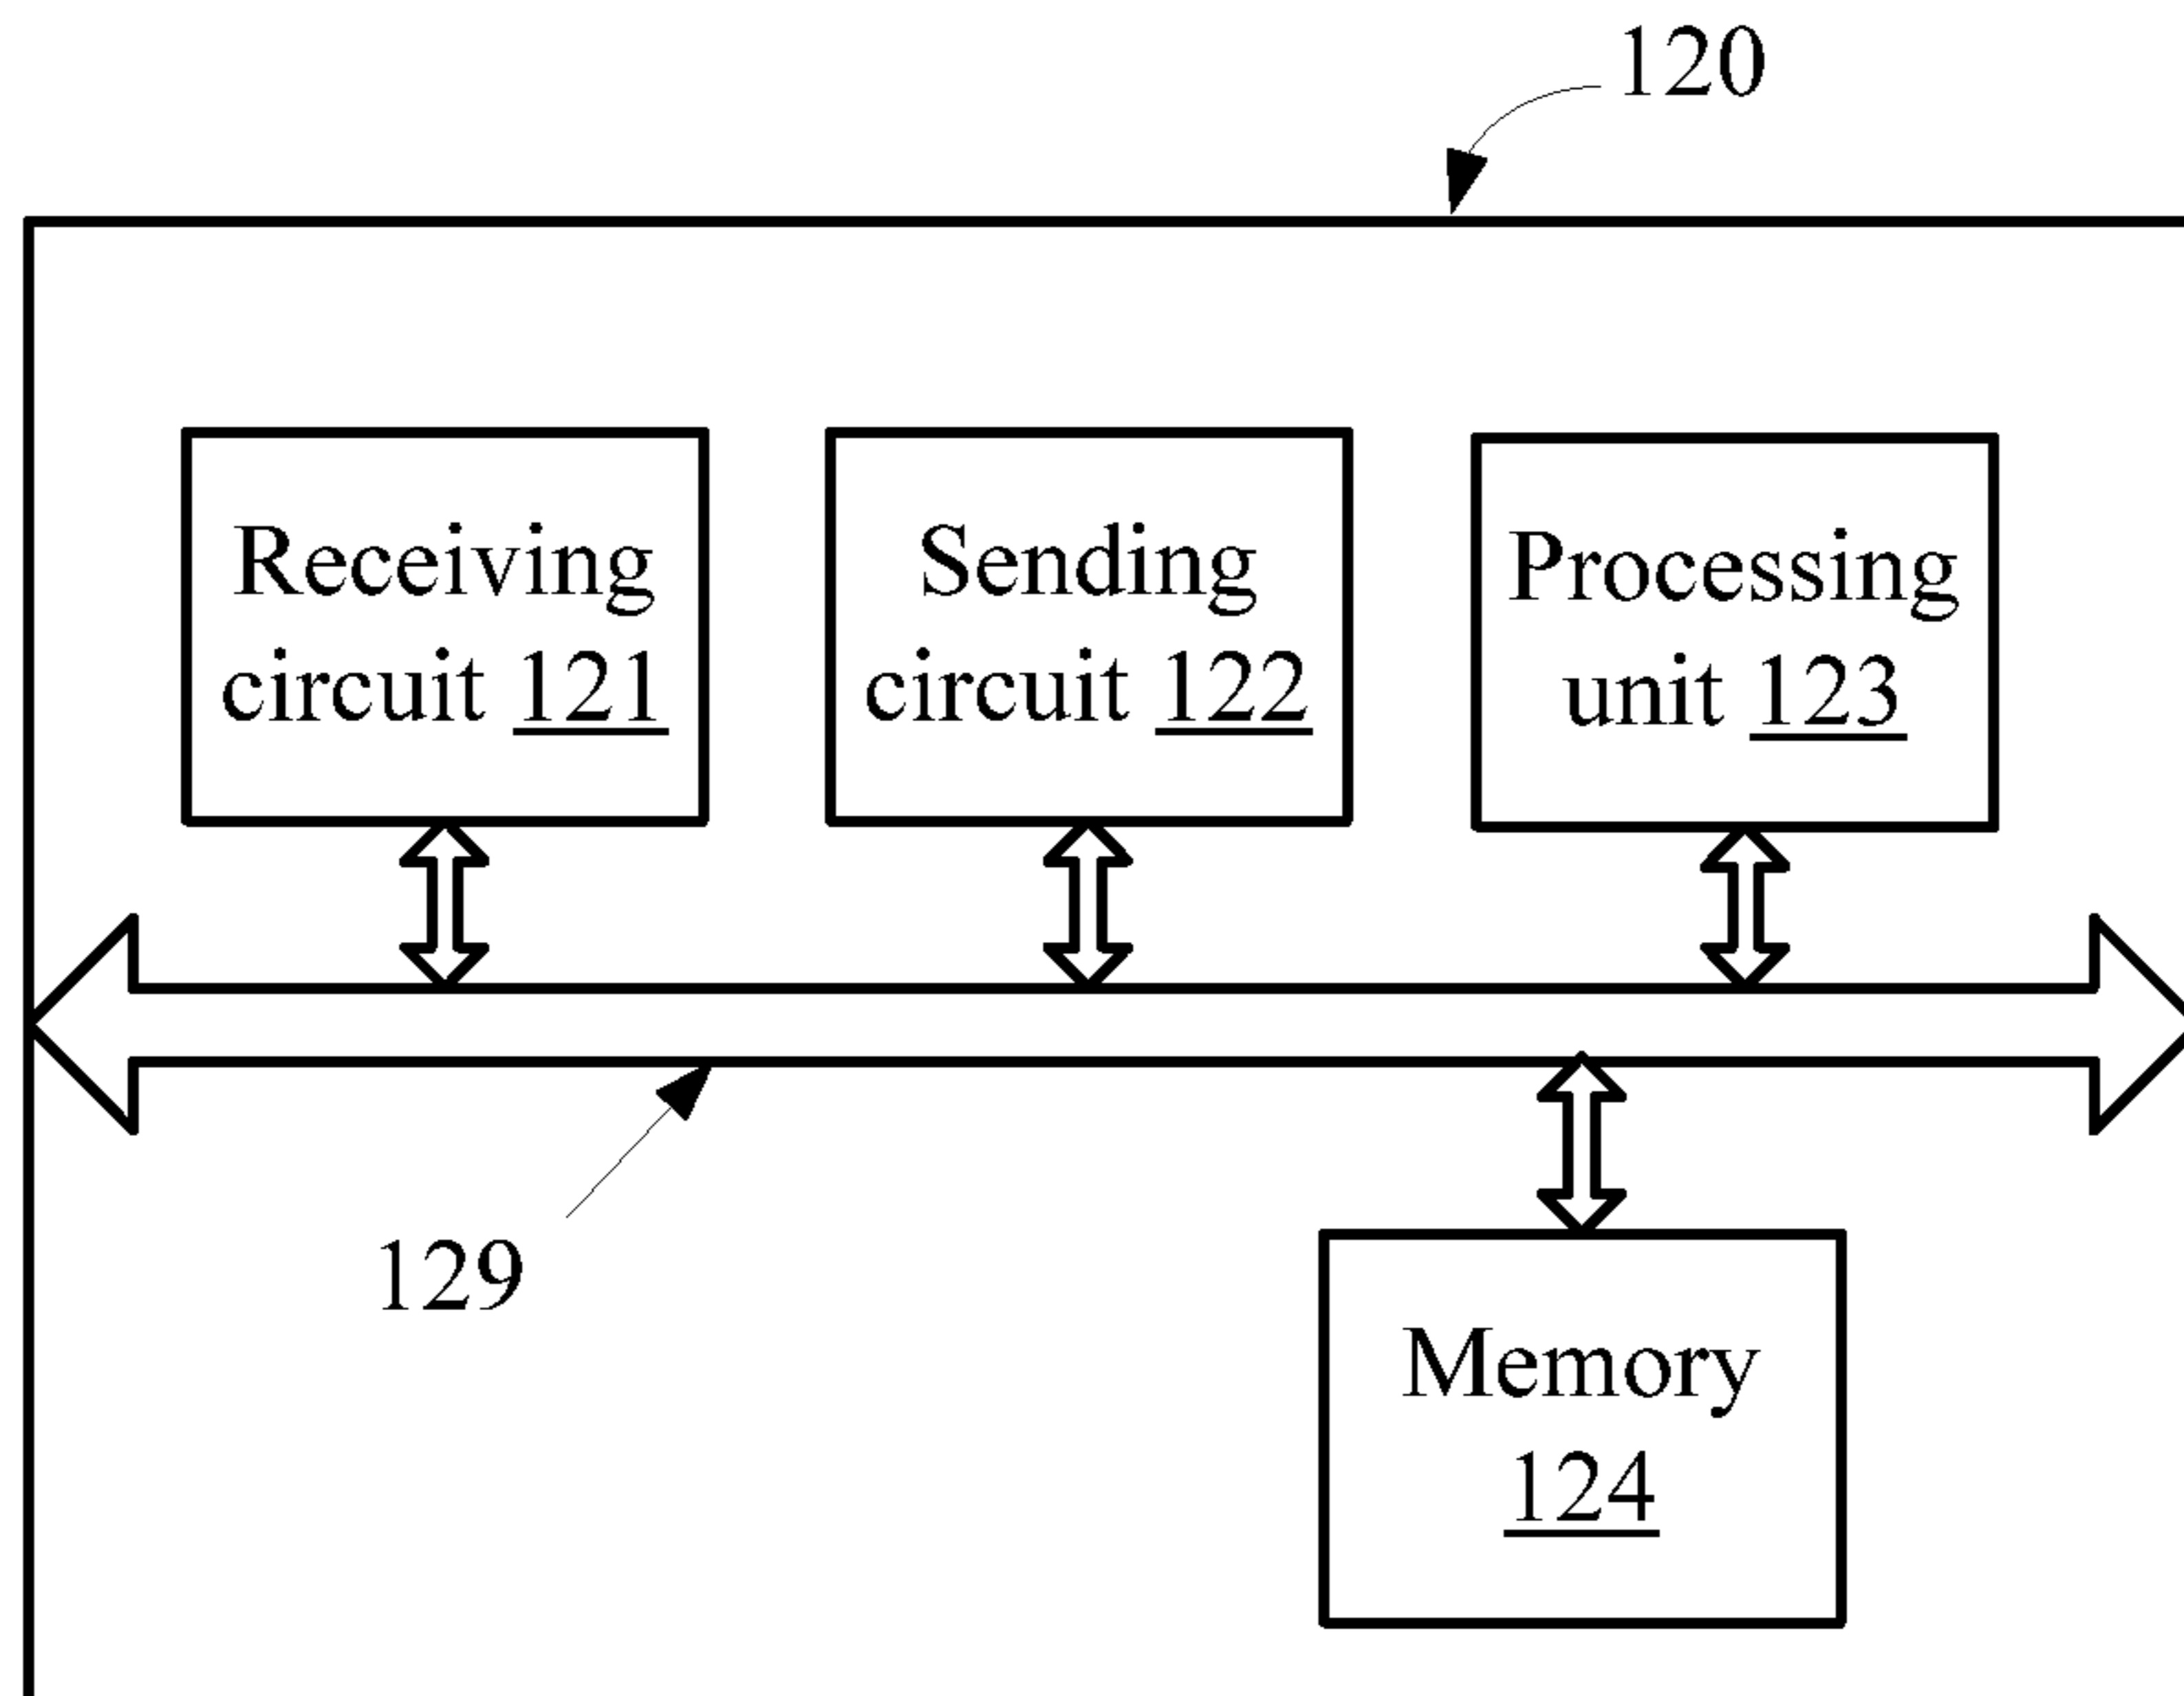 120
Receiving
circuit 121
Sending
circuit 122
Processing
unit 123
129
Memory
124